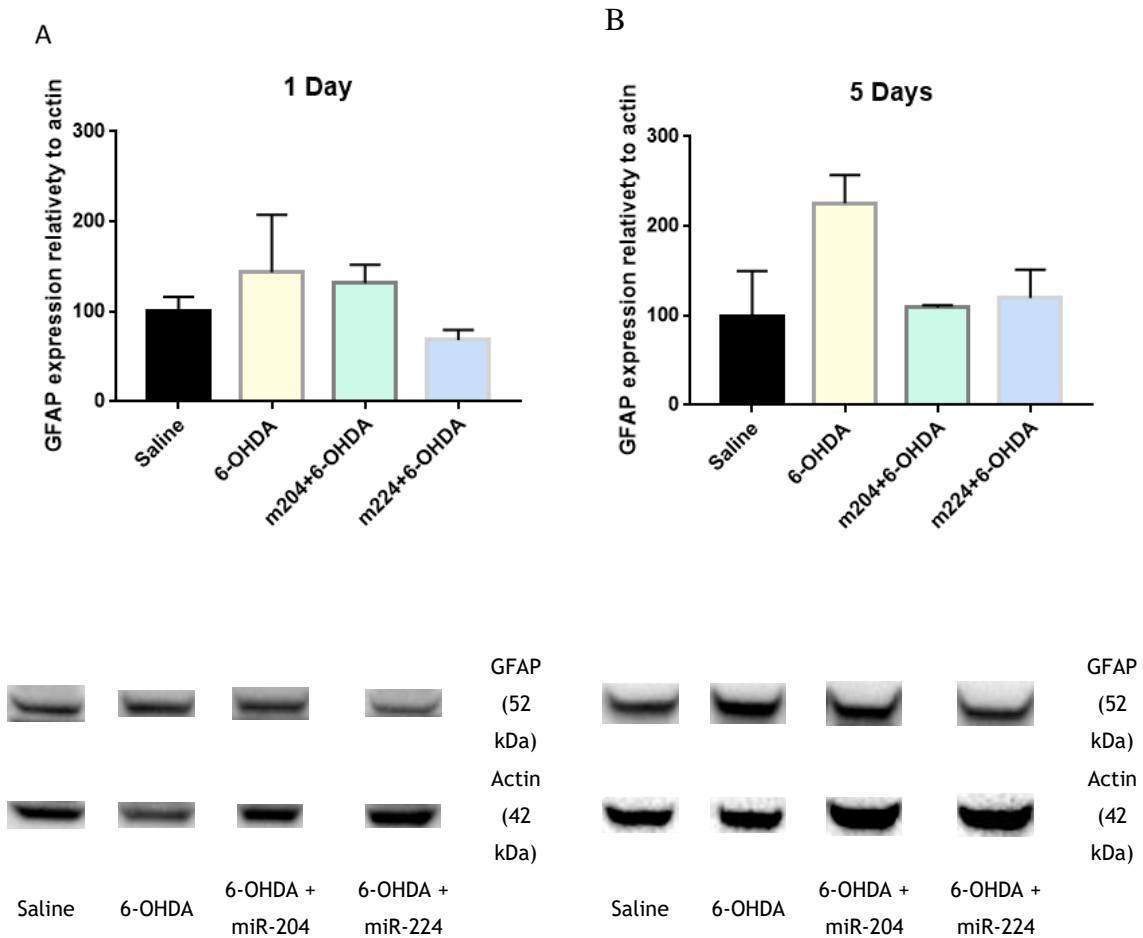 A
B
1 Day
5 Days
GFAP expression relativety to actin
300
200
100
0
Saline
6-OHDA
m204+6-OHDA
m224+6-OHDA
GFAP expression relativety to actin
300
200
100
0
Saline
6-OHDA
m204+6-OHDA
m224+6-OHDA
GFAP
(52
kDa)
Actin
(42
kDa)
Saline
6-OHDA
6-OHDA +
miR-204
6-OHDA +
miR-224
GFAP
(52
kDa)
Actin
(42
kDa)
Saline
6-OHDA
6-OHDA +
miR-204
6-OHDA +
miR-224